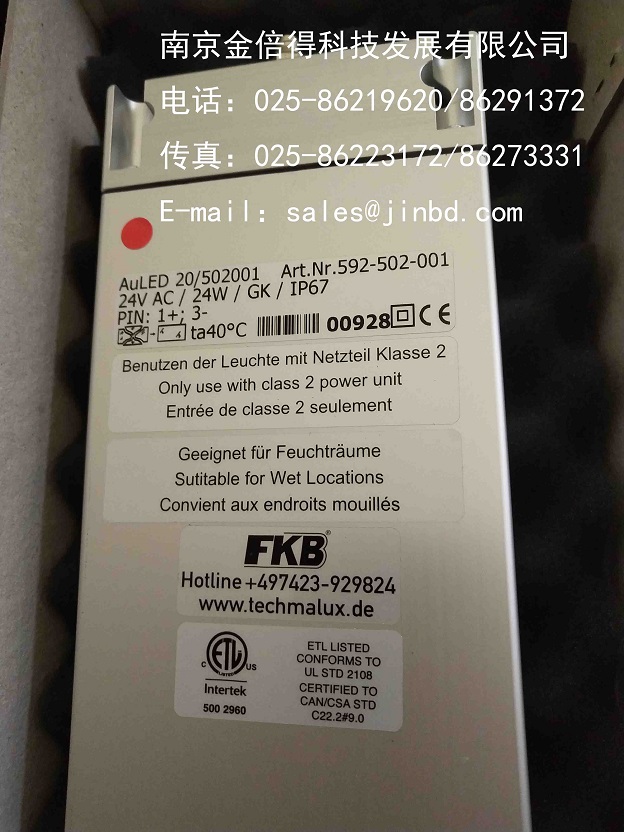 南京金倍得科技发展有限公司
电话：025-86219620/86291372
传真：025-86223172/86273331
E-mail：sales@jinbd.com
AuLED 20/502001 Art.Nr.592-502-001
24V AC / 24W / GK / IP67
PIN: 1+; 3-
ta40°C 00928 CE
Benutzen der Leuchte mit Netzteil Klasse 2
Only use with class 2 power unit
Entrée de classe 2 seulement
Geeignet für Feuchträume
Sutitable for Wet Locations
Convient aux endroits mouillés
FKB®
Hotline +497423-929824
www.techmalux.de
C ETL US
Intertek
500 2960
ETL LISTED
CONFORMS TO
UL STD 2108
CERTIFIED TO
CAN/CSA STD
C22.2#9.0